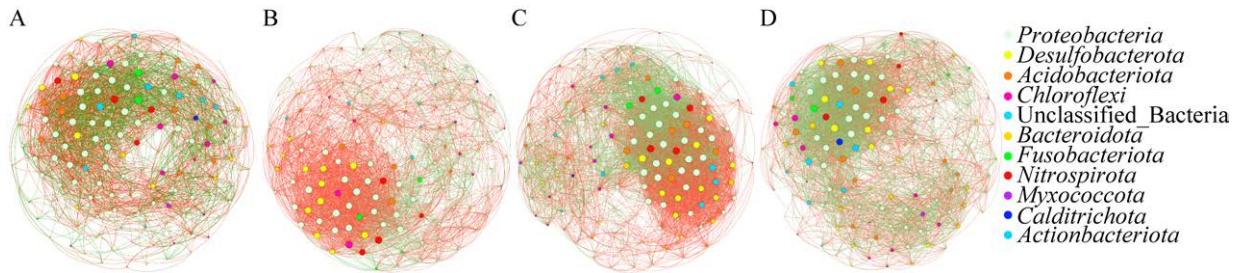 A
B
C
D
Proteobacteria
Desulfobacterota
Acidobacteriota
Chloroflexi
Unclassified_Bacteria
Bacteroidota
Fusobacteriota
Nitrospirota
Myxococcota
Calditrichota
Actionbacteriota